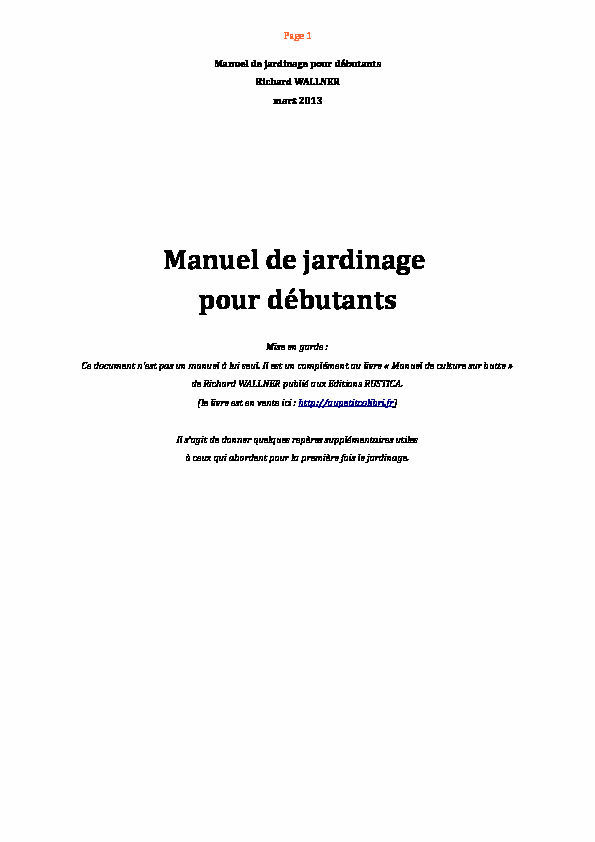 Page 1
Manuel de jardinage pour débutants
Richard WALLNER
mars 2013
Manuel de jardinage
pour débutants
Mise en garde :
Ce document n'est pas un manuel à lui seul. Il est un complément au livre « Manuel de culture sur butte »
de Richard WALLNER publié aux Editions RUSTICA.
(le livre est en vente ici : http://aupetitcolibri.fr)
Il s'agit de donner quelques repères supplémentaires utiles
à ceux qui abordent pour la première fois le jardinage.